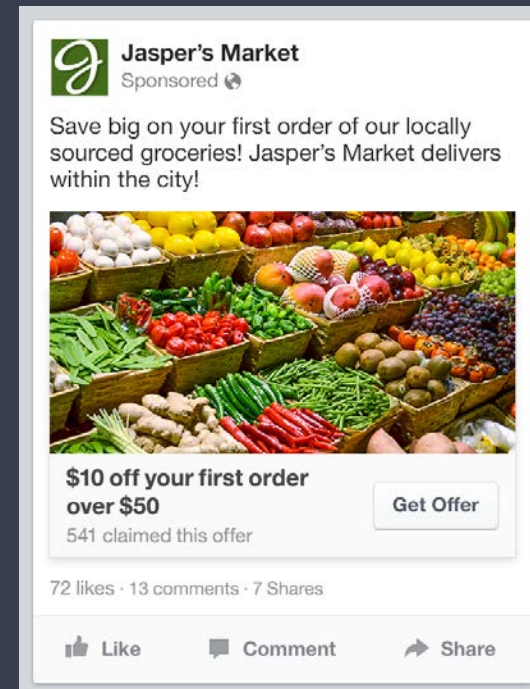 Jasper's Market
Sponsored
Save big on your first order of our locally
sourced groceries! Jasper's Market delivers
within the city!
$10 off your first order
over $50
Get Offer
541 claimed this offer
72 likes · 13 comments · 7 Shares
Like
Comment
Share